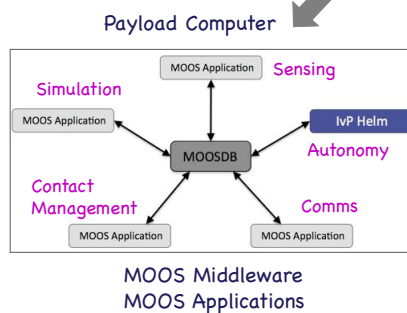 Payload Computer
MOOS Application
Sensing
Simulation
MOOS Application
IvP Helm
MOOSDB
Autonomy
Contact
Management
Comms
MOOS Application
MOOS Application
MOOS Middleware
MOOS Applications